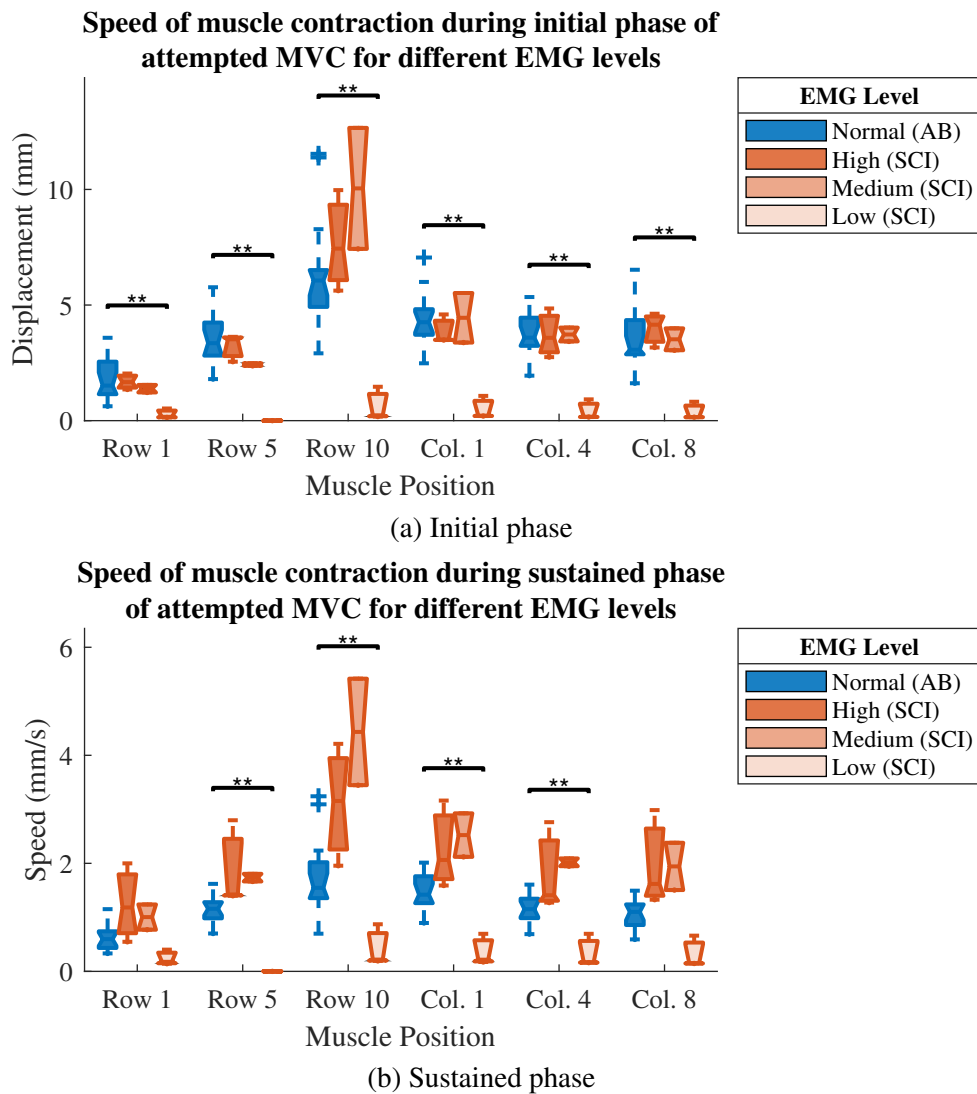 Speed of muscle contraction during initial phase of
attempted MVC for different EMG levels
Displacement (mm)
10
5
0
**
**
**
**
**
**
Row 1
Row 5
Row 10
Col. 1
Col. 4
Col. 8
Muscle Position
EMG Level
Normal (AB)
High (SCI)
Medium (SCI)
Low (SCI)
(a) Initial phase
Speed of muscle contraction during sustained phase
of attempted MVC for different EMG levels
Speed (mm/s)
6
4
2
0
**
**
**
**
Row 1
Row 5
Row 10
Col. 1
Col. 4
Col. 8
Muscle Position
EMG Level
Normal (AB)
High (SCI)
Medium (SCI)
Low (SCI)
(b) Sustained phase